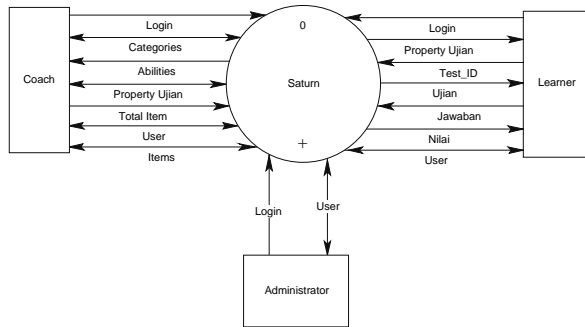 Coach
Login
Categories
Abilities
Property Ujian
Total Item
User
Items
0
Saturn
+
Login
Property Ujian
Test_ID
Ujian
Jawaban
Nilai
User
Learner
Login
User
Administrator